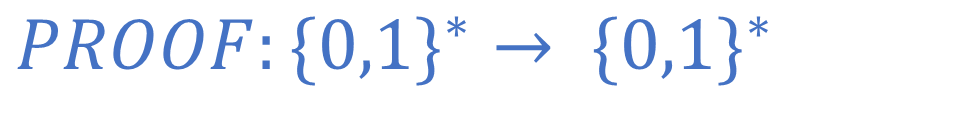 PROOF: {0,1}* → {0,1}*